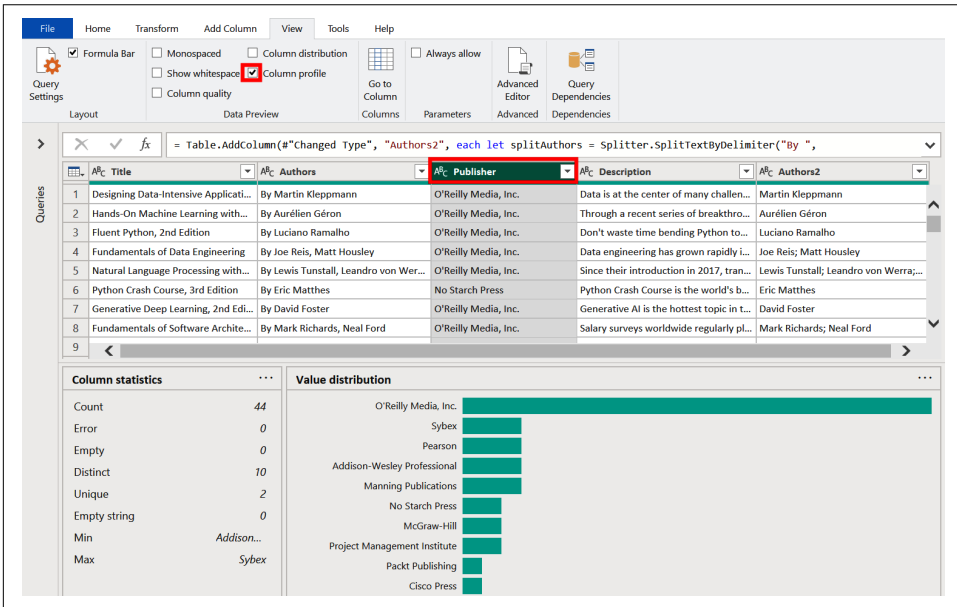 File Home Transform Add Column View Tools Help
Formula Bar Monospaced Column distribution Always allow
Show whitespace Column profile
Column quality
Query Settings
Go to Column
Advanced Editor
Query Dependencies
Layout Data Preview Columns Parameters Advanced Dependencies
fx = Table.AddColumn(#"Changed Type", "Authors2", each let splitAuthors = Splitter.SplitTextByDelimiter("By ",
Queries
ABC Title ABC Authors ABC Publisher ABC Description ABC Authors2
1 Designing Data-Intensive Applicati... By Martin Kleppmann O'Reilly Media, Inc. Data is at the center of many challen... Martin Kleppmann
2 Hands-On Machine Learning with... By Aurélien Géron O'Reilly Media, Inc. Through a recent series of breakthro... Aurélien Géron
3 Fluent Python, 2nd Edition By Luciano Ramalho O'Reilly Media, Inc. Don't waste time bending Python to... Luciano Ramalho
4 Fundamentals of Data Engineering By Joe Reis, Matt Housley O'Reilly Media, Inc. Data engineering has grown rapidly i... Joe Reis; Matt Housley
5 Natural Language Processing with... By Lewis Tunstall, Leandro von Wer... O'Reilly Media, Inc. Since their introduction in 2017, tran... Lewis Tunstall; Leandro von Werra;...
6 Python Crash Course, 3rd Edition By Eric Matthes No Starch Press Python Crash Course is the world's b... Eric Matthes
7 Generative Deep Learning, 2nd Edi... By David Foster O'Reilly Media, Inc. Generative AI is the hottest topic in t... David Foster
8 Fundamentals of Software Archite... By Mark Richards, Neal Ford O'Reilly Media, Inc. Salary surveys worldwide regularly pl... Mark Richards; Neal Ford
9
Column statistics ...
Count 44
Error 0
Empty 0
Distinct 10
Unique 2
Empty string 0
Min Addison...
Max Sybex
Value distribution ...
O'Reilly Media, Inc.
Sybex
Pearson
Addison-Wesley Professional
Manning Publications
No Starch Press
McGraw-Hill
Project Management Institute
Packt Publishing
Cisco Press